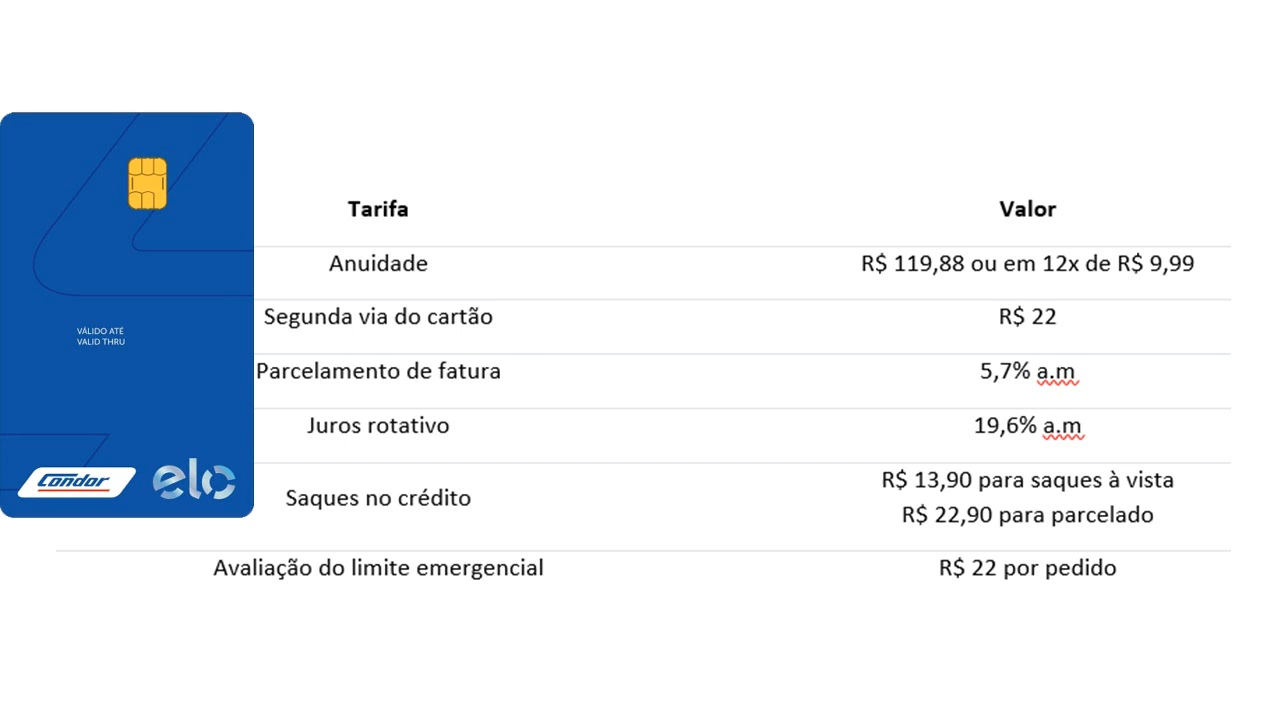 Tarifa Valor
Anuidade R$ 119,88 ou em 12x de R$ 9,99
Segunda via do cartão R$ 22
Parcelamento de fatura 5,7% a.m
Juros rotativo 19,6% a.m
Saques no crédito R$ 13,90 para saques à vista
R$ 22,90 para parcelado
Avaliação do limite emergencial R$ 22 por pedido
VÁLIDO ATÉ
VALID THRU
Condor elo